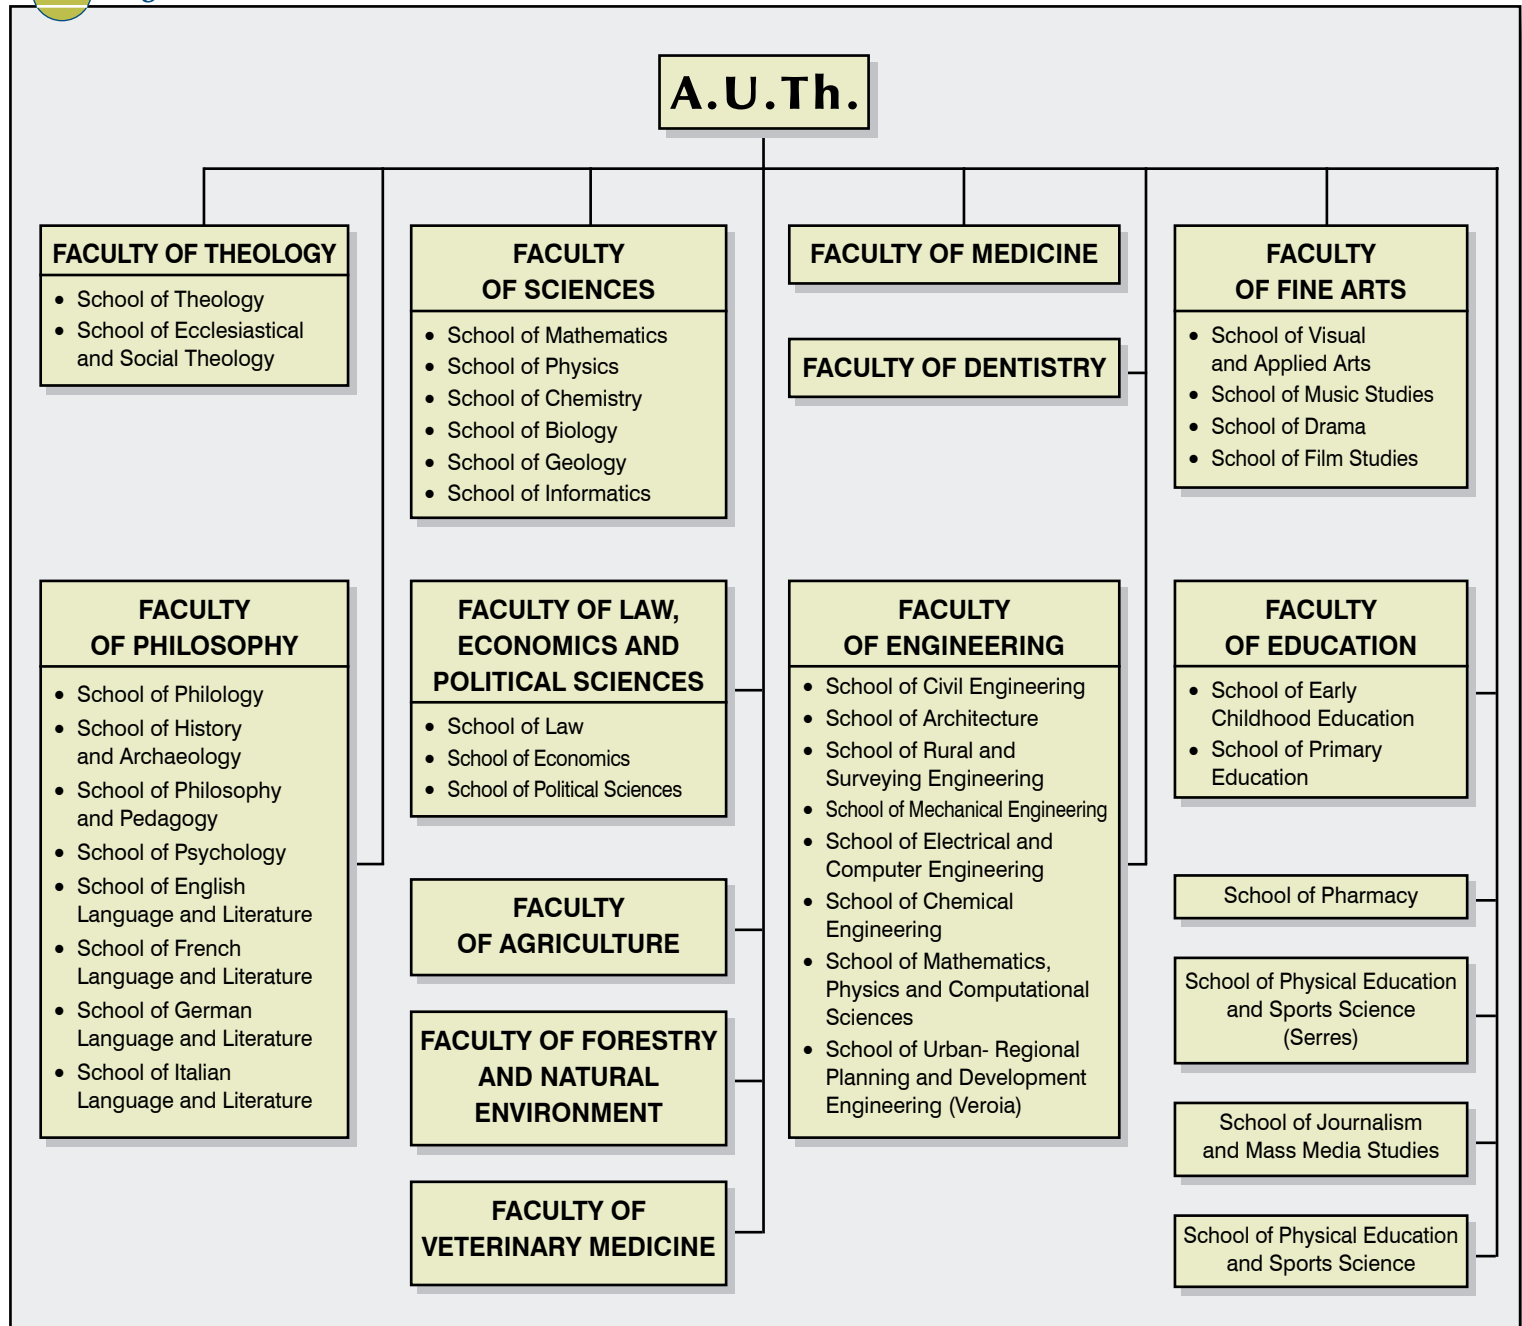 A.U.Th.
FACULTY OF THEOLOGY
• School of Theology
• School of Ecclesiastical
and Social Theology
FACULTY
OF SCIENCES
• School of Mathematics
• School of Physics
• School of Chemistry
• School of Biology
• School of Geology
• School of Informatics
FACULTY OF MEDICINE
FACULTY OF DENTISTRY
FACULTY
OF FINE ARTS
• School of Visual
and Applied Arts
• School of Music Studies
• School of Drama
• School of Film Studies
FACULTY
OF PHILOSOPHY
• School of Philology
• School of History
and Archaeology
• School of Philosophy
and Pedagogy
• School of Psychology
• School of English
Language and Literature
• School of French
Language and Literature
• School of German
Language and Literature
• School of Italian
Language and Literature
FACULTY OF LAW,
ECONOMICS AND
POLITICAL SCIENCES
• School of Law
• School of Economics
• School of Political Sciences
FACULTY
OF AGRICULTURE
FACULTY OF FORESTRY
AND NATURAL
ENVIRONMENT
FACULTY OF
VETERINARY MEDICINE
FACULTY
OF ENGINEERING
• School of Civil Engineering
• School of Architecture
• School of Rural and
Surveying Engineering
• School of Mechanical Engineering
• School of Electrical and
Computer Engineering
• School of Chemical
Engineering
• School of Mathematics,
Physics and Computational
Sciences
• School of Urban- Regional
Planning and Development
Engineering (Veroia)
FACULTY
OF EDUCATION
• School of Early
Childhood Education
• School of Primary
Education
School of Pharmacy
School of Physical Education
and Sports Science
(Serres)
School of Journalism
and Mass Media Studies
School of Physical Education
and Sports Science